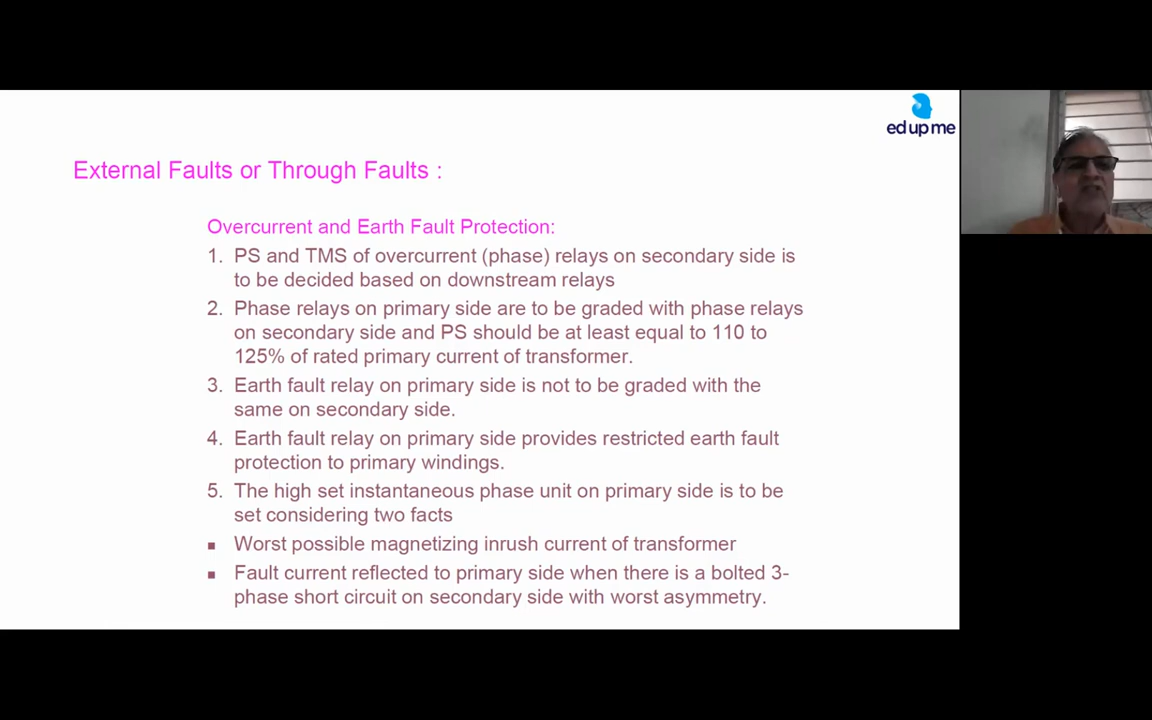 ed up me
External Faults or Through Faults :
Overcurrent and Earth Fault Protection:
1. PS and TMS of overcurrent (phase) relays on secondary side is
to be decided based on downstream relays
2. Phase relays on primary side are to be graded with phase relays
on secondary side and PS should be at least equal to 110 to
125% of rated primary current of transformer.
3. Earth fault relay on primary side is not to be graded with the
same on secondary side.
4. Earth fault relay on primary side provides restricted earth fault
protection to primary windings.
5. The high set instantaneous phase unit on primary side is to be
set considering two facts
▪ Worst possible magnetizing inrush current of transformer
▪ Fault current reflected to primary side when there is a bolted 3-
phase short circuit on secondary side with worst asymmetry.